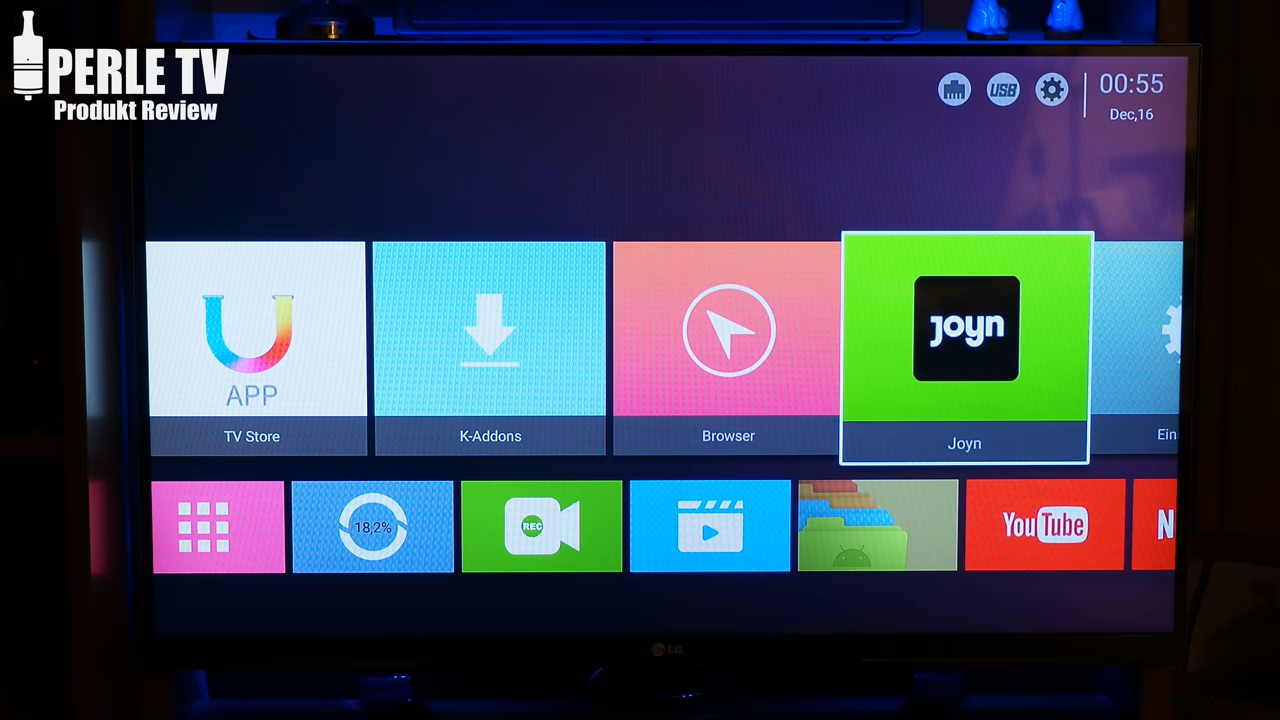 PERLE TV
Produkt Review
USB
00:55
Dec,16
APP
TV Store
K-Addons
Browser
joyn
Joyn
Ein
18,2%
REC
YouTube
N
LG